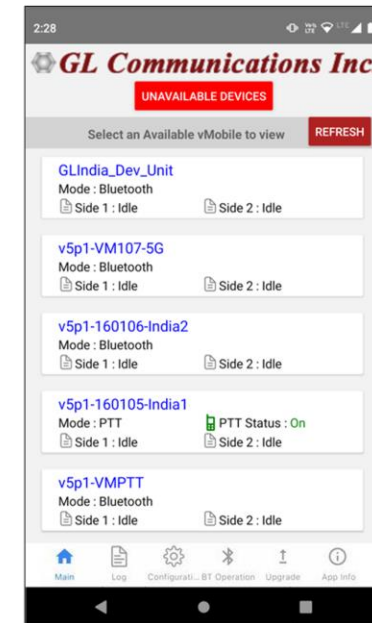 2:28
Vo
LTE
LTE
GL Communications Inc
UNAVAILABLE DEVICES
Select an Available vMobile to view
REFRESH
GLIndia_Dev_Unit
Mode : Bluetooth
Side 1 : Idle
Side 2 : Idle
v5p1-VM107-5G
Mode : Bluetooth
Side 1 : Idle
Side 2 : Idle
v5p1-160106-India2
Mode : Bluetooth
Side 1 : Idle
Side 2 : Idle
v5p1-160105-India1
Mode : PTT
PTT Status : On
Side 1 : Idle
Side 2 : Idle
v5p1-VMPTT
Mode : Bluetooth
Side 1 : Idle
Side 2 : Idle
Main
Log
Configurati...
BT Operation
Upgrade
App Info